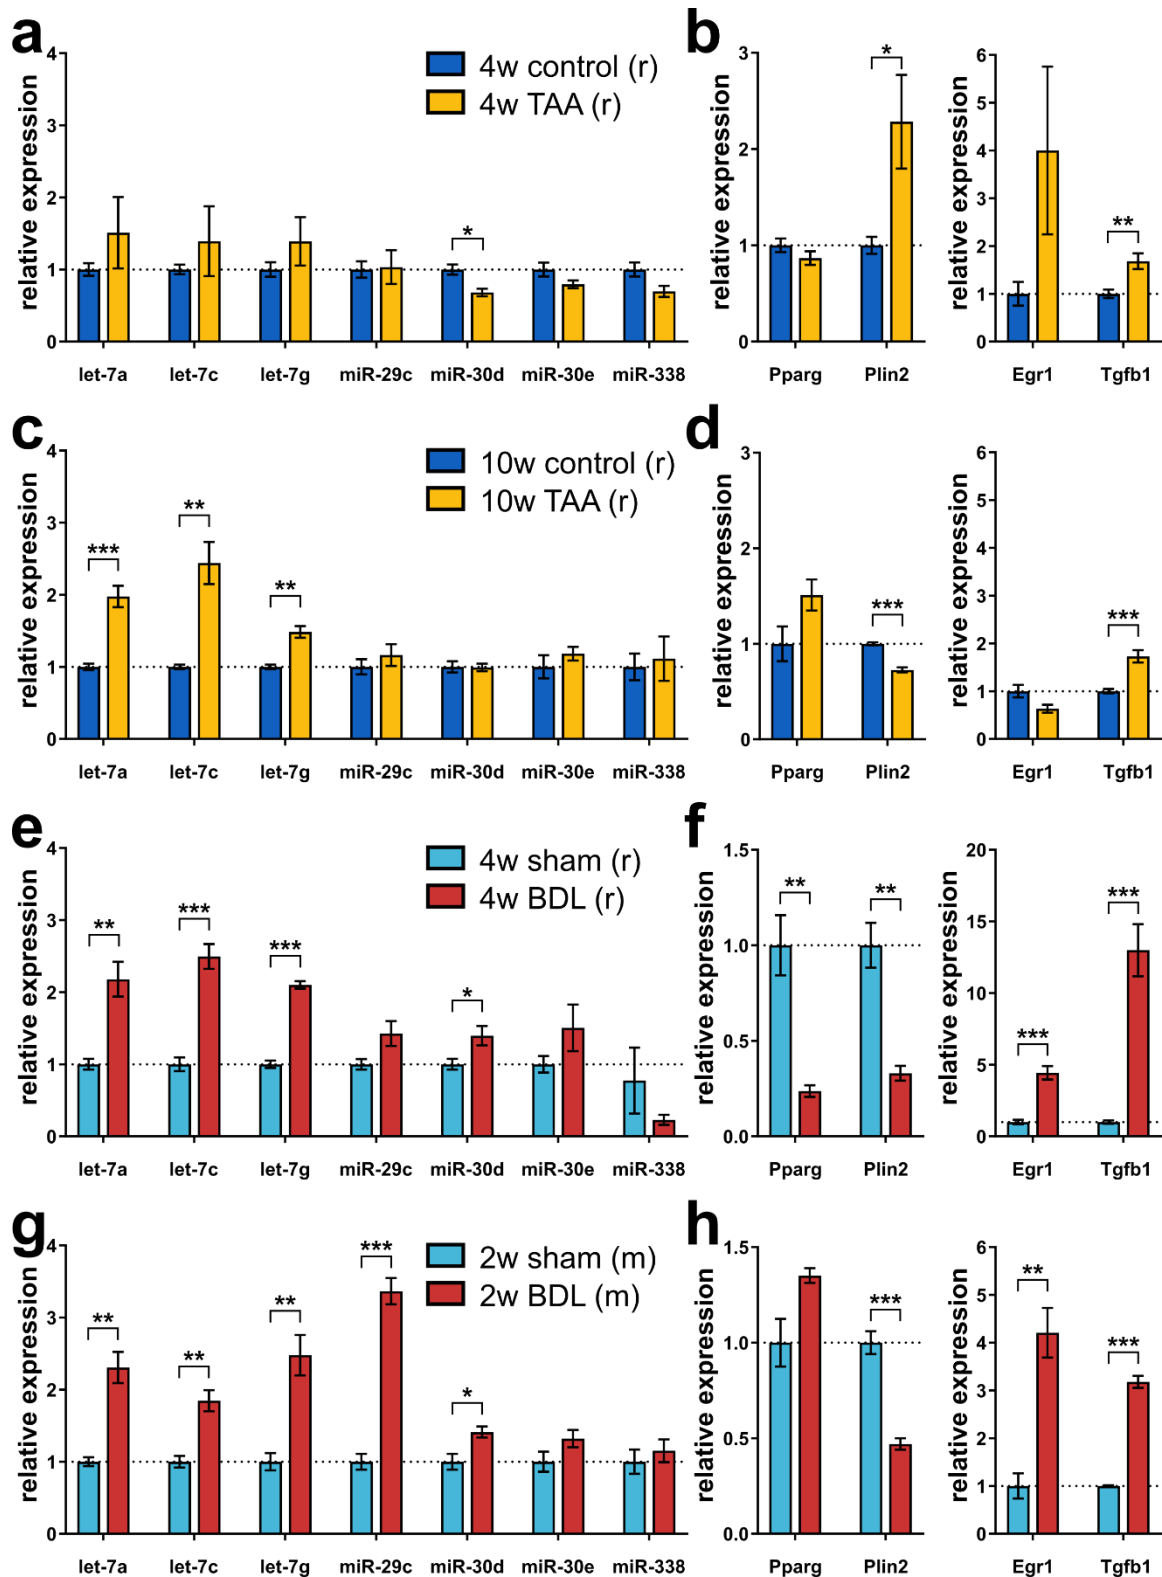 a
relative expression
4
3
2
1
0
4w control (r)
4w TAA (r)
*
let-7a let-7c let-7g miR-29c miR-30d miR-30e miR-338
b
relative expression
3
2
1
0
*
Pparg Plin2
relative expression
6
5
4
3
2
1
0
**
Egr1 Tgfb1
c
relative expression
4
3
2
1
0
10w control (r)
10w TAA (r)
*** ** **
let-7a let-7c let-7g miR-29c miR-30d miR-30e miR-338
d
relative expression
3
2
1
0
***
Pparg Plin2
relative expression
6
5
4
3
2
1
0
***
Egr1 Tgfb1
e
relative expression
4
3
2
1
0
4w sham (r)
4w BDL (r)
** *** *** *
let-7a let-7c let-7g miR-29c miR-30d miR-30e miR-338
f
relative expression
1.5
1.0
0.5
0.0
** **
Pparg Plin2
relative expression
20
15
10
5
0
*** ***
Egr1 Tgfb1
g
relative expression
4
3
2
1
0
2w sham (m)
2w BDL (m)
** ** ** *** *
let-7a let-7c let-7g miR-29c miR-30d miR-30e miR-338
h
relative expression
1.5
1.0
0.5
0.0
***
Pparg Plin2
relative expression
6
5
4
3
2
1
0
** ***
Egr1 Tgfb1